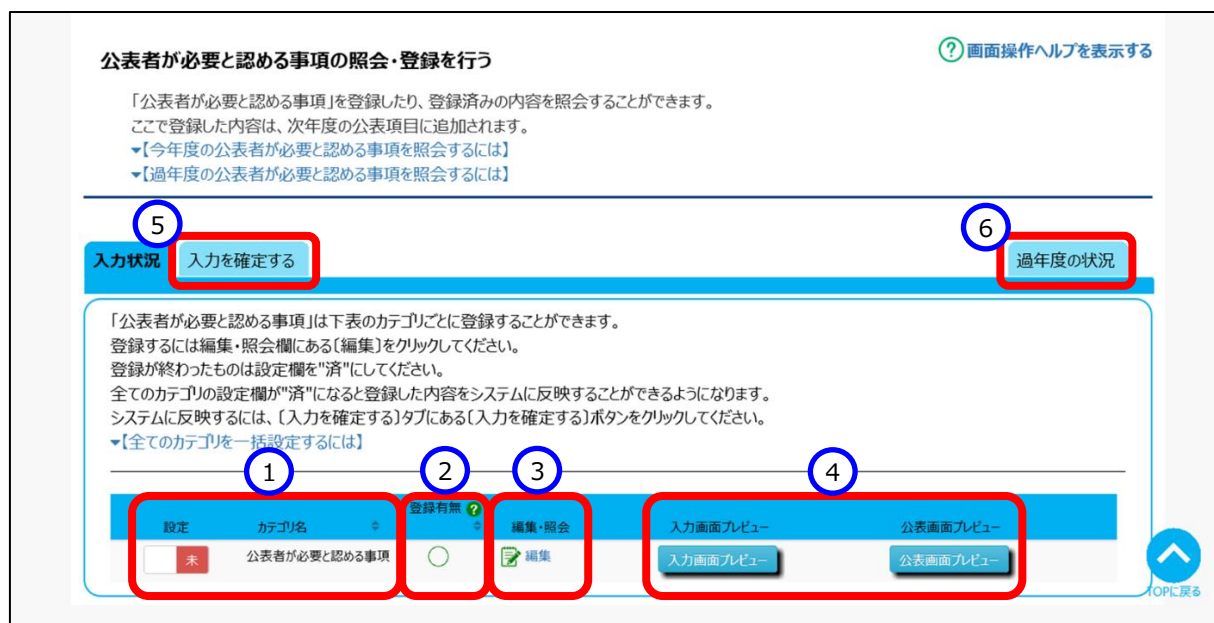 公表者が必要と認める事項の照会・登録を行う
?画面操作ヘルプを表示する
「公表者が必要と認める事項」を登録したり、登録済みの内容を照会することができます。
ここで登録した内容は、次年度の公表項目に追加されます。
▼【今年度の公表者が必要と認める事項を照会するには】
▼【過年度の公表者が必要と認める事項を照会するには】
5
6
入力状況 入力を確定する 過年度の状況
「公表者が必要と認める事項」は下表のカテゴリごとに登録することができます。
登録するには編集・照会欄にある〔編集〕をクリックしてください。
登録が終わったものは設定欄を"済"にしてください。
全てのカテゴリの設定欄が"済"になると登録した内容をシステムに反映することができるようになります。
システムに反映するには、〔入力を確定する〕タブにある〔入力を確定する〕ボタンをクリックしてください。
▼【全てのカテゴリを一括設定するには】
1 2 3 4
設定 カテゴリ名 登録有無 ? 編集・照会 入力画面プレビュー 公表画面プレビュー
未 公表者が必要と認める事項 ○ 編集 入力画面プレビュー 公表画面プレビュー
TOPに戻る